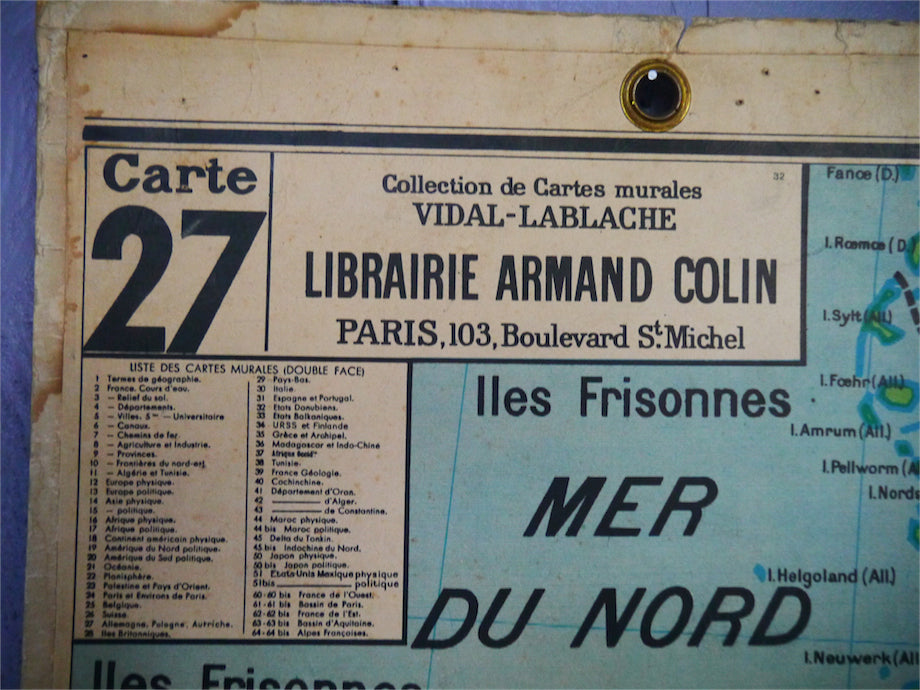 Carte
27
Collection de Cartes murales
32
VIDAL-LABLACHE
LIBRAIRIE ARMAND COLIN
PARIS, 103, Boulevard St. Michel
LISTE DES CARTES MURALES (DOUBLE FACE)
1 Termes de géographie.
2 France. Cours d'eau.
3 — Relief du sol.
4 — Départements.
5 — Villes. 5me — Universitaire
6 — Canaux.
7 — Chemins de fer.
8 — Agriculture et Industrie.
9 — Provinces.
10 — Frontières du nord-est.
11 — Algérie et Tunisie.
12 Europe physique.
13 Europe politique.
14 Asie physique.
15 — politique.
16 Afrique physique.
17 Afrique politique.
18 Continent américain physique.
19 Amérique du Nord politique.
20 Amérique du Sud politique.
21 Océanie.
22 Planisphère.
23 Palestine et Pays d'Orient.
24 Paris et Environs de Paris.
25 Belgique.
26 Suisse.
27 Allemagne, Pologne, Autriche.
28 Iles Britanniques.
29 Pays-Bas.
30 Italie.
31 Espagne et Portugal.
32 Etats Danubiens.
33 Etats Balkaniques.
34 URSS et Finlande
35 Grèce et Archipel.
36 Madagascar et Indo-Chine
37 Afrique Occidle
38 Tunisie.
39 France Géologie.
40 Cochinchine.
41 Département d'Oran.
42 — d'Alger.
43 — de Constantine.
44 Maroc physique.
44 bis Maroc politique.
45 Delta du Tonkin.
45 bis Indochine du Nord.
50 Japon physique.
50 bis Japon politique.
51 Etats-Unis Mexique physique
51 bis — politique
60-60 bis France de l'Ouest.
61-61 bis Bassin de Paris.
62-62 bis France de l'Est.
63-63 bis Bassin d'Aquitaine.
64-64 bis Alpes Françaises.
Fanoe (D.)
I. Rœmœ (D
I. Sylt (All.)
Iles Frisonnes
I. Fœhr (All.)
I. Amrum (All.)
I. Pellworm (A
I. Nords
MER
DU NORD
I. Helgoland (All.)
I. Neuwerk (All
Iles Frisonnes